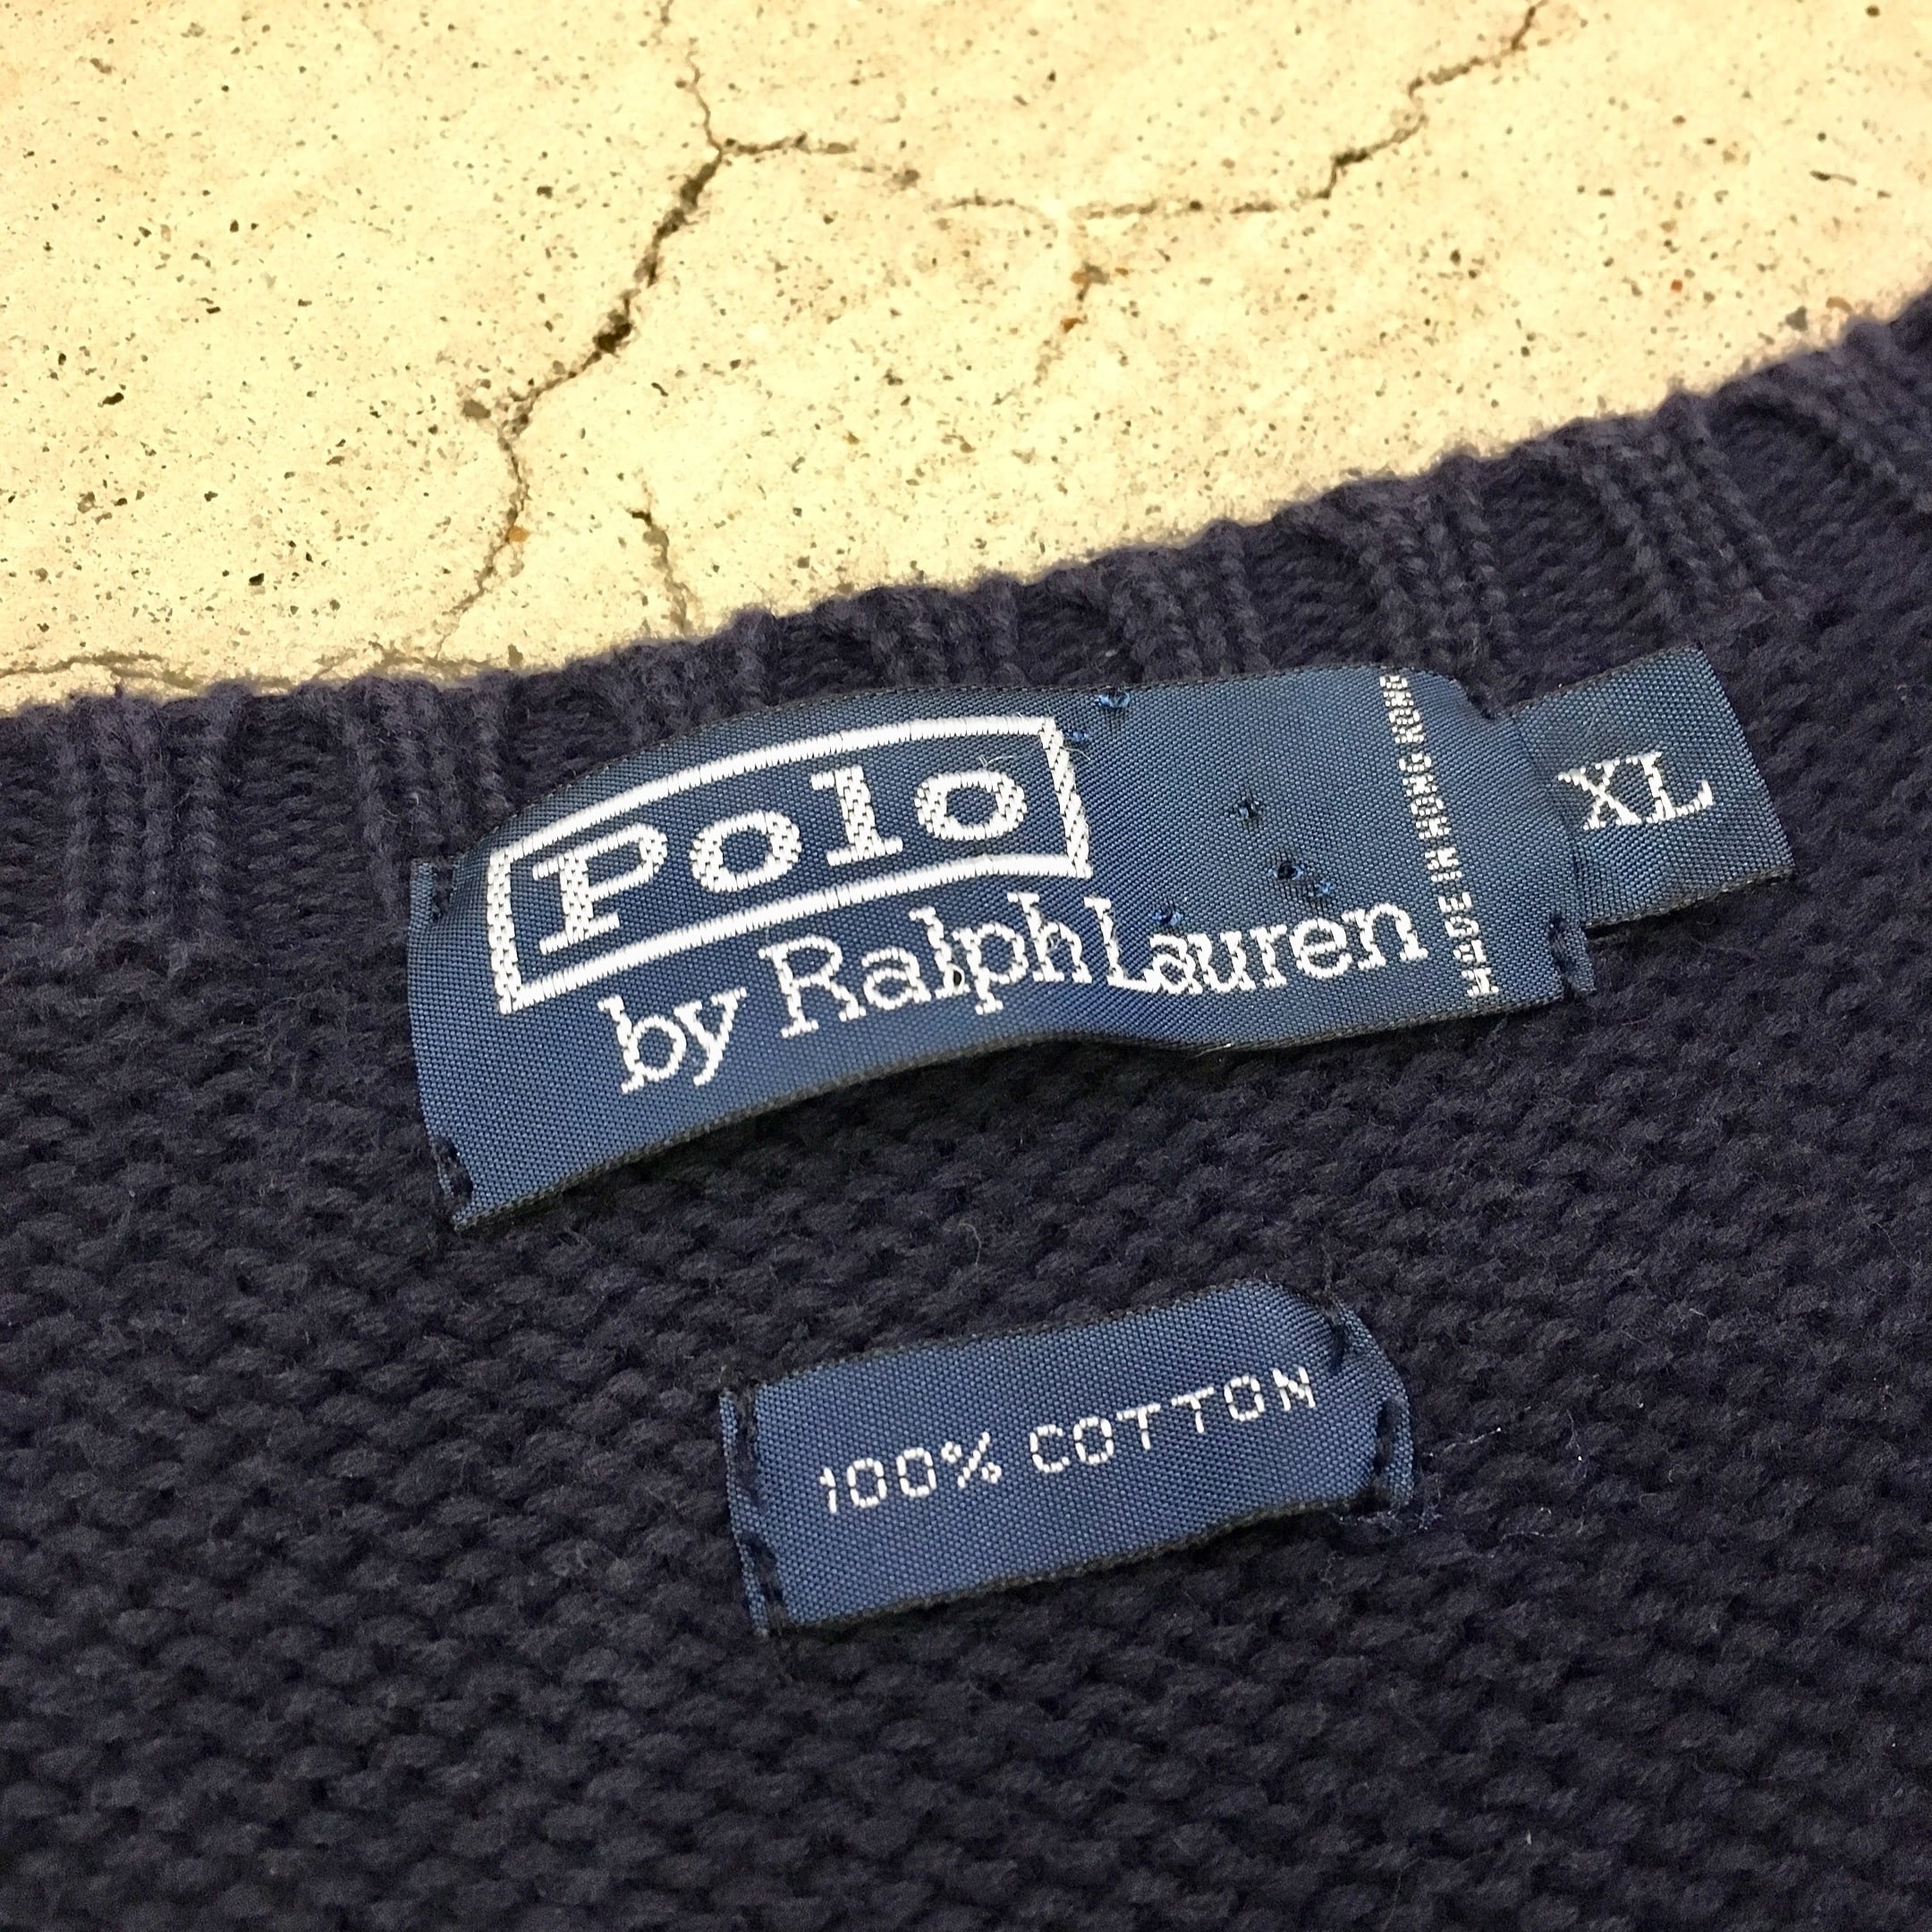 Polo
by Ralph Lauren
MADE IN HONG KONG
XL
100% COTTON